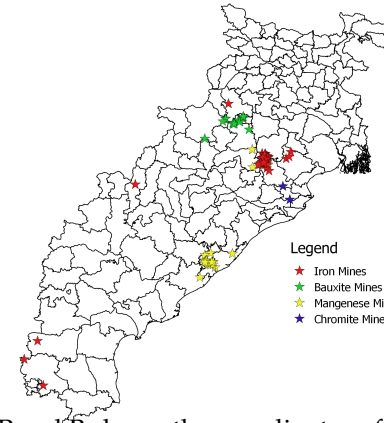 Legend
Iron Mines
Bauxite Mines
Mangenese Mi
Chromite Mine